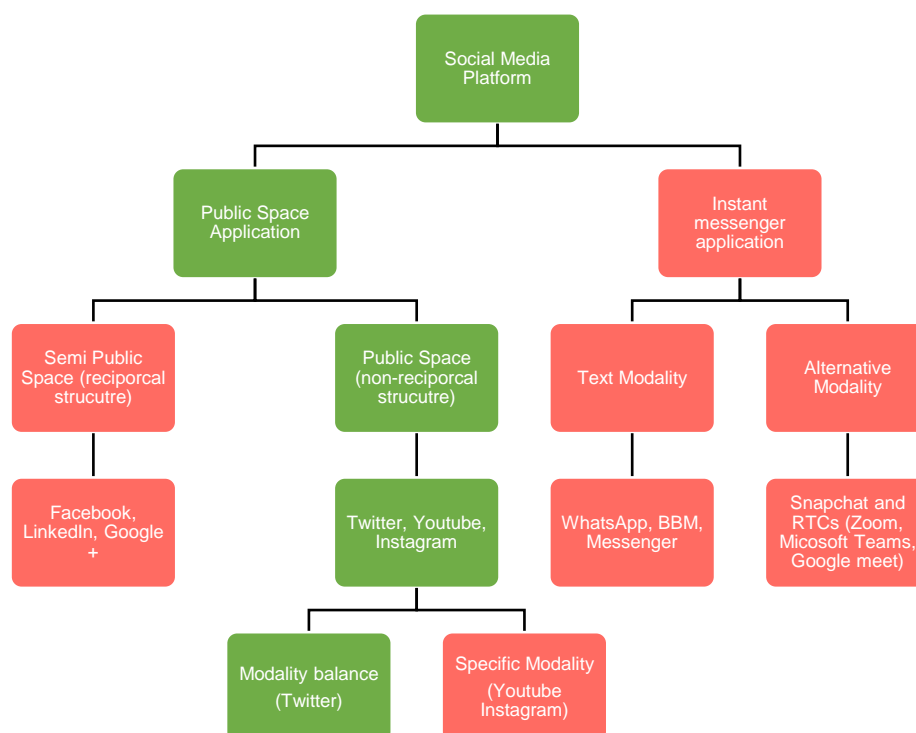 Social Media
Platform
Public Space
Application
Instant
messenger
application
Semi Public
Space (reciporcal
strucutre)
Public Space
(non-reciporcal
strucutre)
Text Modality
Alternative
Modality
Facebook,
LinkedIn, Google
+
Twitter, Youtube,
Instagram
WhatsApp, BBM,
Messenger
Snapchat and
RTCs (Zoom,
Micosoft Teams,
Google meet)
Modality balance
(Twitter)
Specific Modality
(Youtube
Instagram)